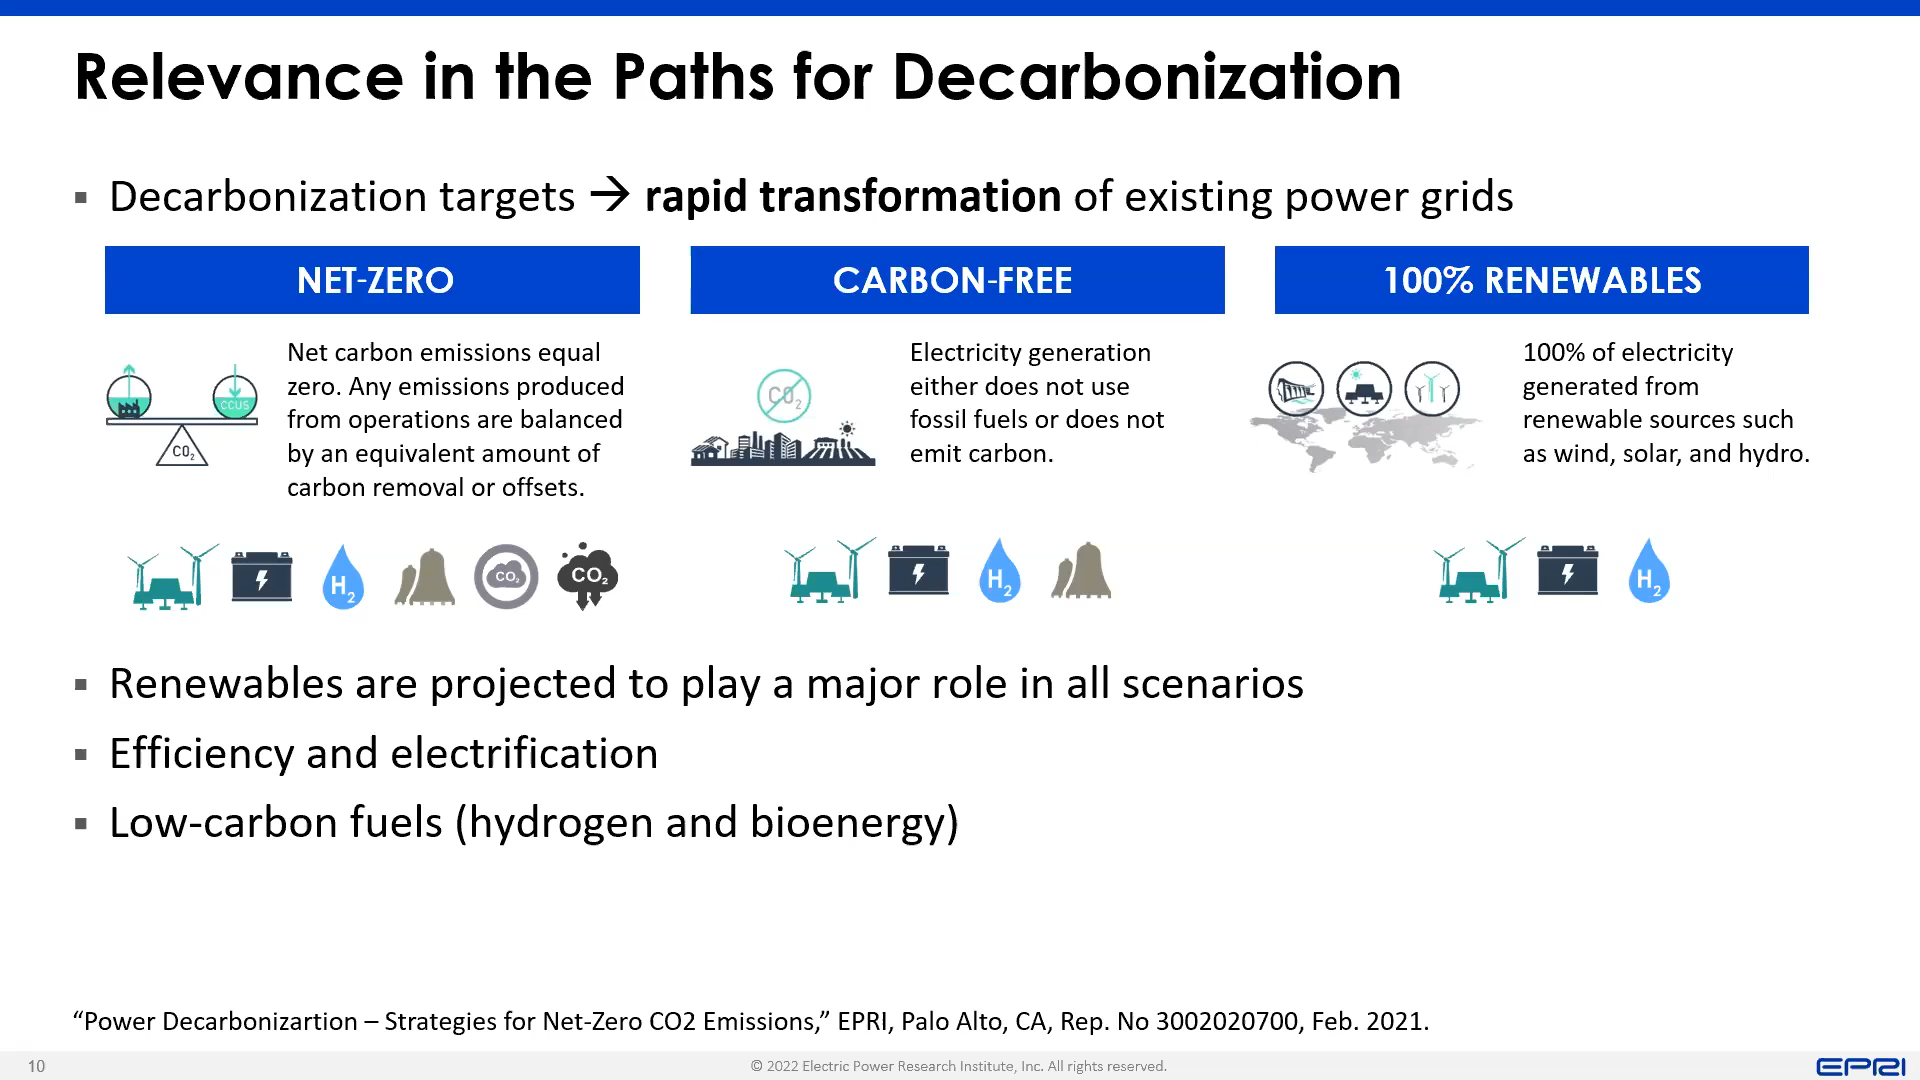 Relevance in the Paths for Decarbonization
▪ Decarbonization targets → rapid transformation of existing power grids
NET-ZERO
CCUS
CO₂
Net carbon emissions equal
zero. Any emissions produced
from operations are balanced
by an equivalent amount of
carbon removal or offsets.
H₂
CO₂
CO₂
CARBON-FREE
CO₂
Electricity generation
either does not use
fossil fuels or does not
emit carbon.
H₂
100% RENEWABLES
100% of electricity
generated from
renewable sources such
as wind, solar, and hydro.
H₂
▪ Renewables are projected to play a major role in all scenarios
▪ Efficiency and electrification
▪ Low-carbon fuels (hydrogen and bioenergy)
“Power Decarbonizartion – Strategies for Net-Zero CO2 Emissions,” EPRI, Palo Alto, CA, Rep. No 3002020700, Feb. 2021.
10
© 2022 Electric Power Research Institute, Inc. All rights reserved.
EPRI